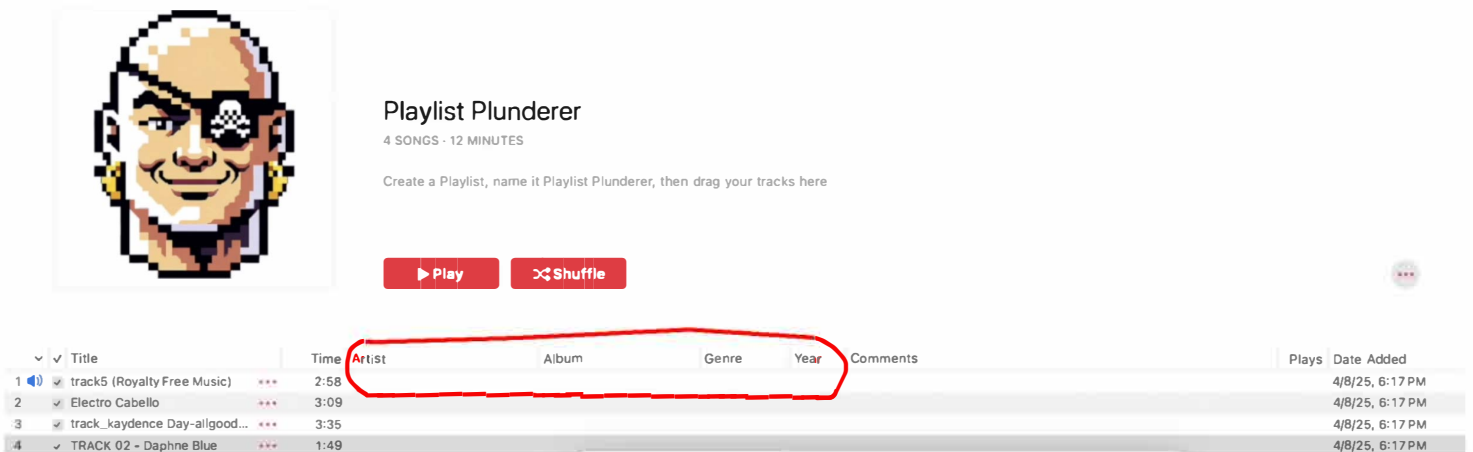 Playlist Plunderer
4 SONGS · 12 MINUTES
Create a Playlist, name it Playlist Plunderer, then drag your tracks here
Play Shuffle
Title Time Artist Album Genre Year Comments Plays Date Added
1 track5 (Royalty Free Music) 2:58 4/8/25, 6:17 PM
2 Electro Cabello 3:09 4/8/25, 6:17 PM
3 track_kaydence Day-allgood... 3:35 4/8/25, 6:17 PM
4 TRACK 02 - Daphne Blue 1:49 4/8/25, 6:17 PM